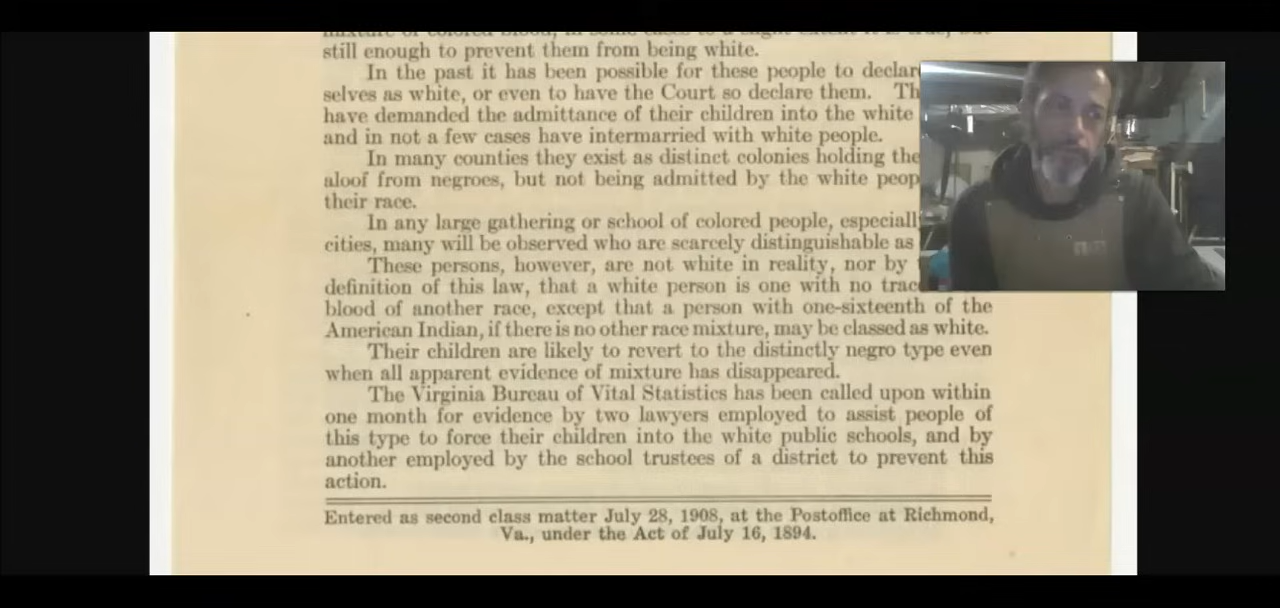 still enough to prevent them from being white.
In the past it has been possible for these people to declar
selves as white, or even to have the Court so declare them. Th
have demanded the admittance of their children into the white
and in not a few cases have intermarried with white people.
In many counties they exist as distinct colonies holding the
aloof from negroes, but not being admitted by the white peop
their race.
In any large gathering or school of colored people, especiall
cities, many will be observed who are scarcely distinguishable as
These persons, however, are not white in reality, nor by
definition of this law, that a white person is one with no trac
blood of another race, except that a person with one-sixteenth of the
American Indian, if there is no other race mixture, may be classed as white.
Their children are likely to revert to the distinctly negro type even
when all apparent evidence of mixture has disappeared.
The Virginia Bureau of Vital Statistics has been called upon within
one month for evidence by two lawyers employed to assist people of
this type to force their children into the white public schools, and by
another employed by the school trustees of a district to prevent this
action.
Entered as second class matter July 28, 1908, at the Postoffice at Richmond,
Va., under the Act of July 16, 1894.